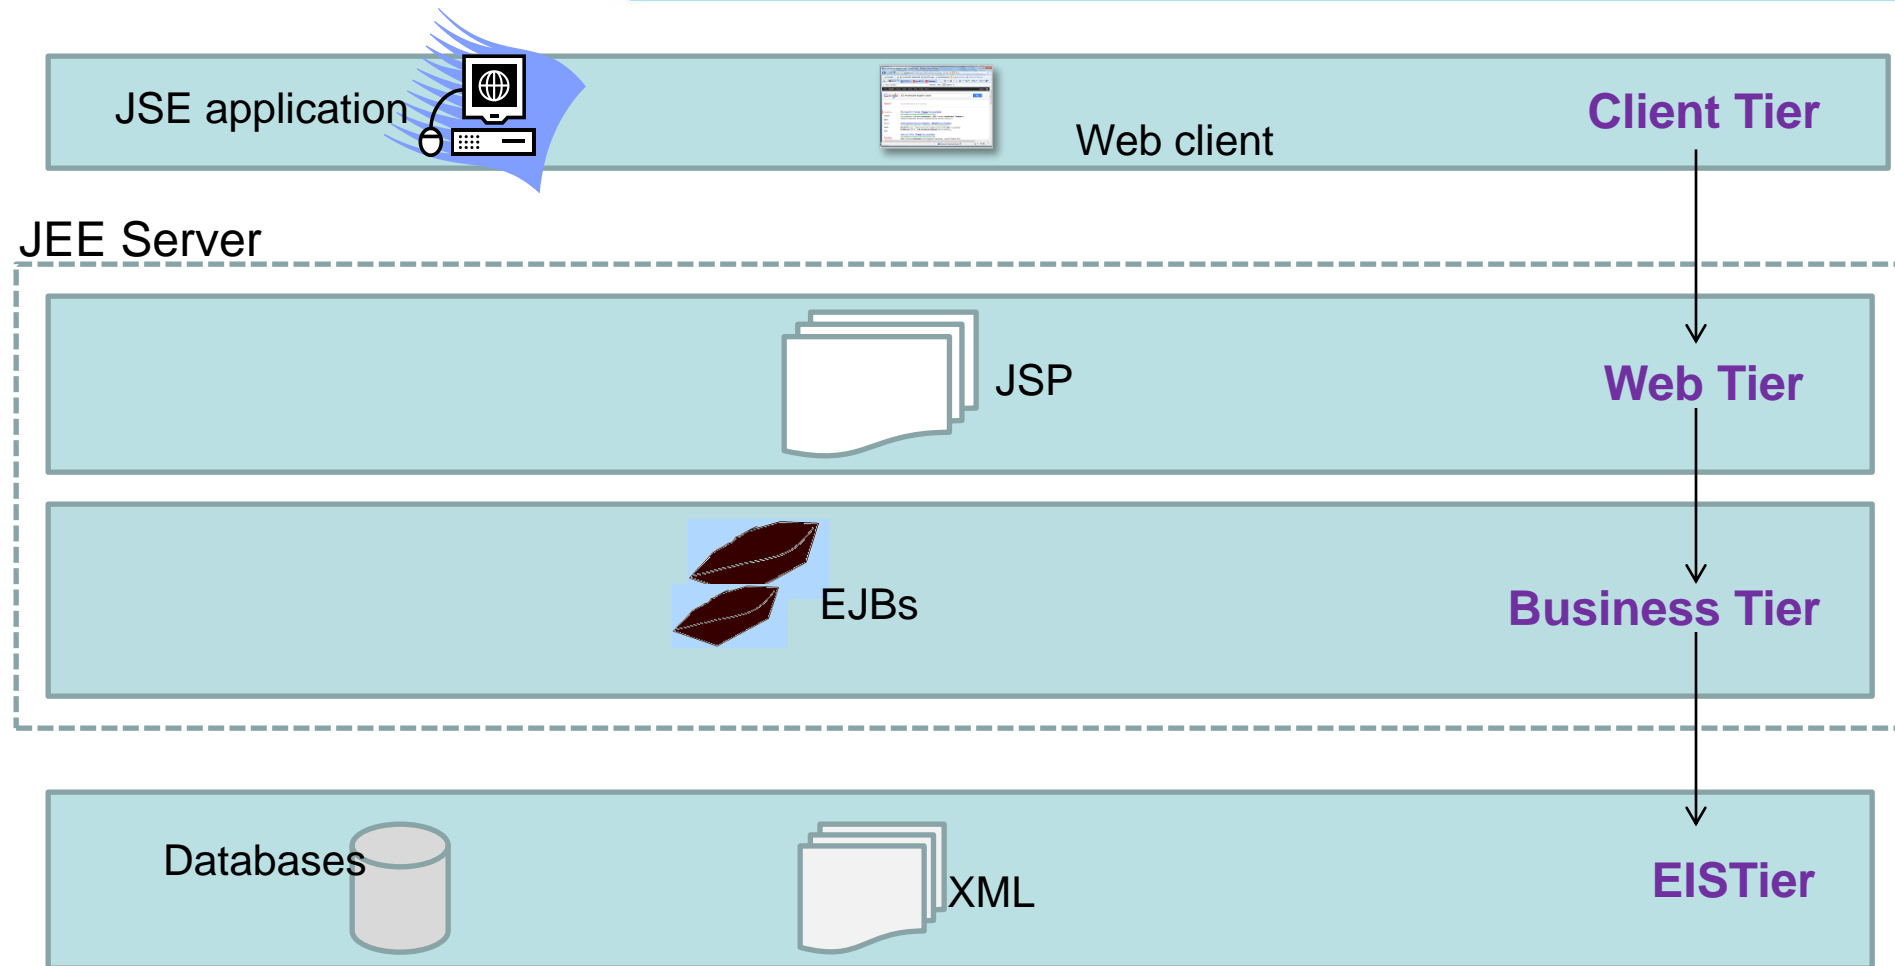 JSE application
Web client
Client Tier
JEE Server
JSP
Web Tier
EJBs
Business Tier
Databases
XML
EISTier